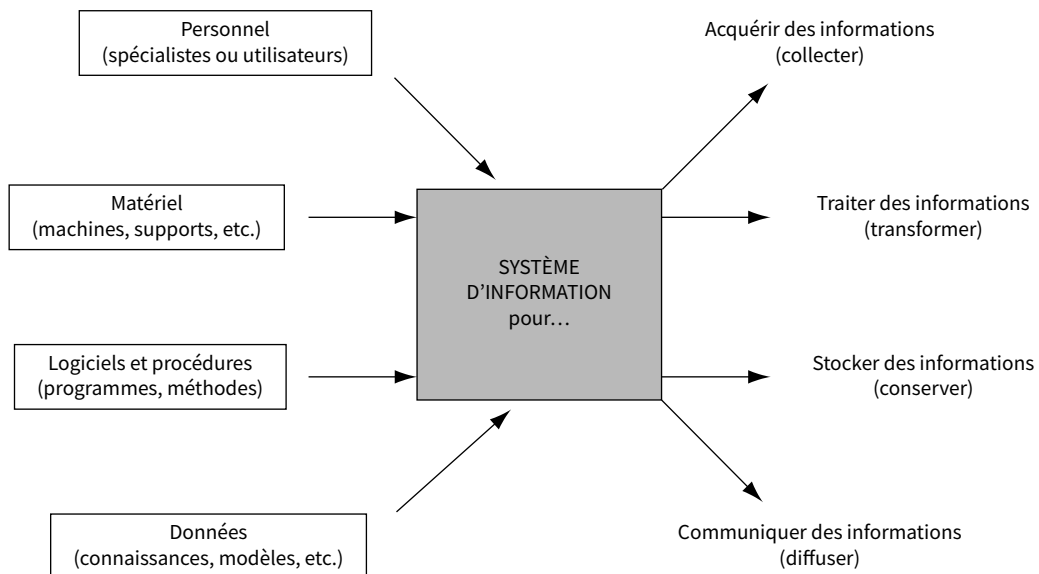 Personnel
(spécialistes ou utilisateurs)
Acquérir des informations
(collecter)
Matériel
(machines, supports, etc.)
Traiter des informations
(transformer)
SYSTÈME
D’INFORMATION
pour…
Logiciels et procédures
(programmes, méthodes)
Stocker des informations
(conserver)
Données
(connaissances, modèles, etc.)
Communiquer des informations
(diffuser)